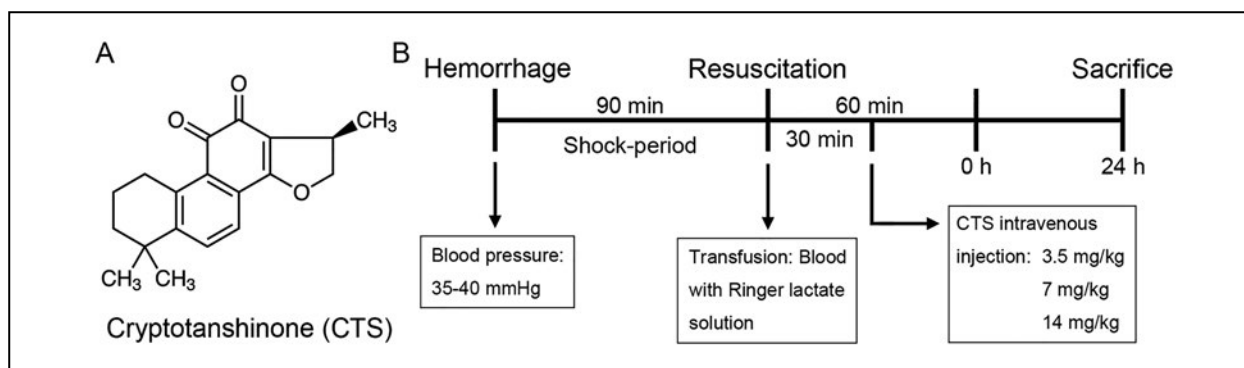 A
O
O
CH₃
O
CH₃
CH₃
Cryptotanshinone (CTS)
B
Hemorrhage
Resuscitation
Sacrifice
90 min
60 min
Shock-period
30 min
0 h
24 h
Blood pressure:
35-40 mmHg
Transfusion: Blood
with Ringer lactate
solution
CTS intravenous
injection: 3.5 mg/kg
7 mg/kg
14 mg/kg